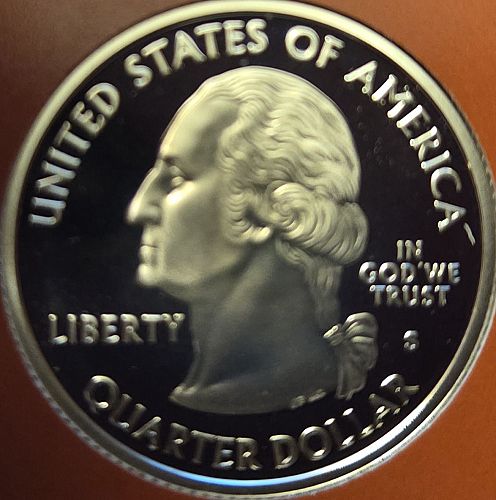 UNITED STATES OF AMERICA
IN
GOD WE
TRUST
LIBERTY
S
QUARTER DOLLAR